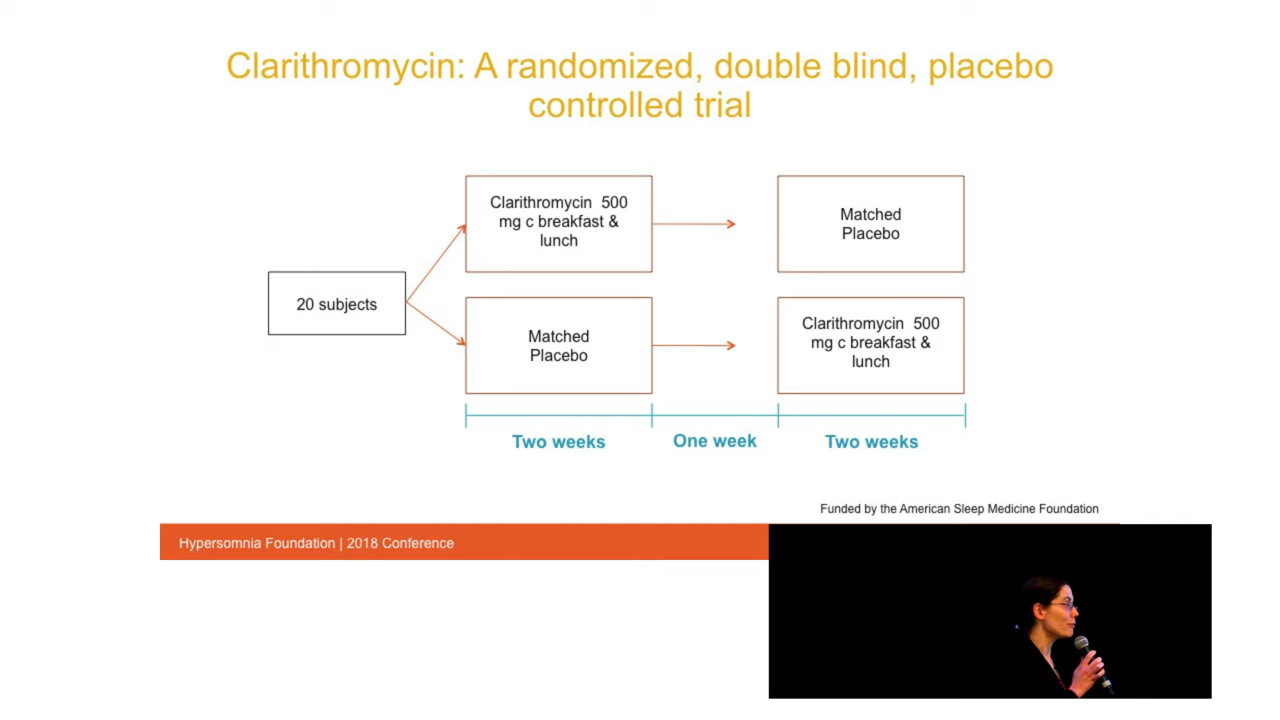 Clarithromycin: A randomized, double blind, placebo
controlled trial
20 subjects
Clarithromycin 500
mg c breakfast &
lunch
Matched
Placebo
Matched
Placebo
Clarithromycin 500
mg c breakfast &
lunch
Two weeks
One week
Two weeks
Funded by the American Sleep Medicine Foundation
Hypersomnia Foundation | 2018 Conference